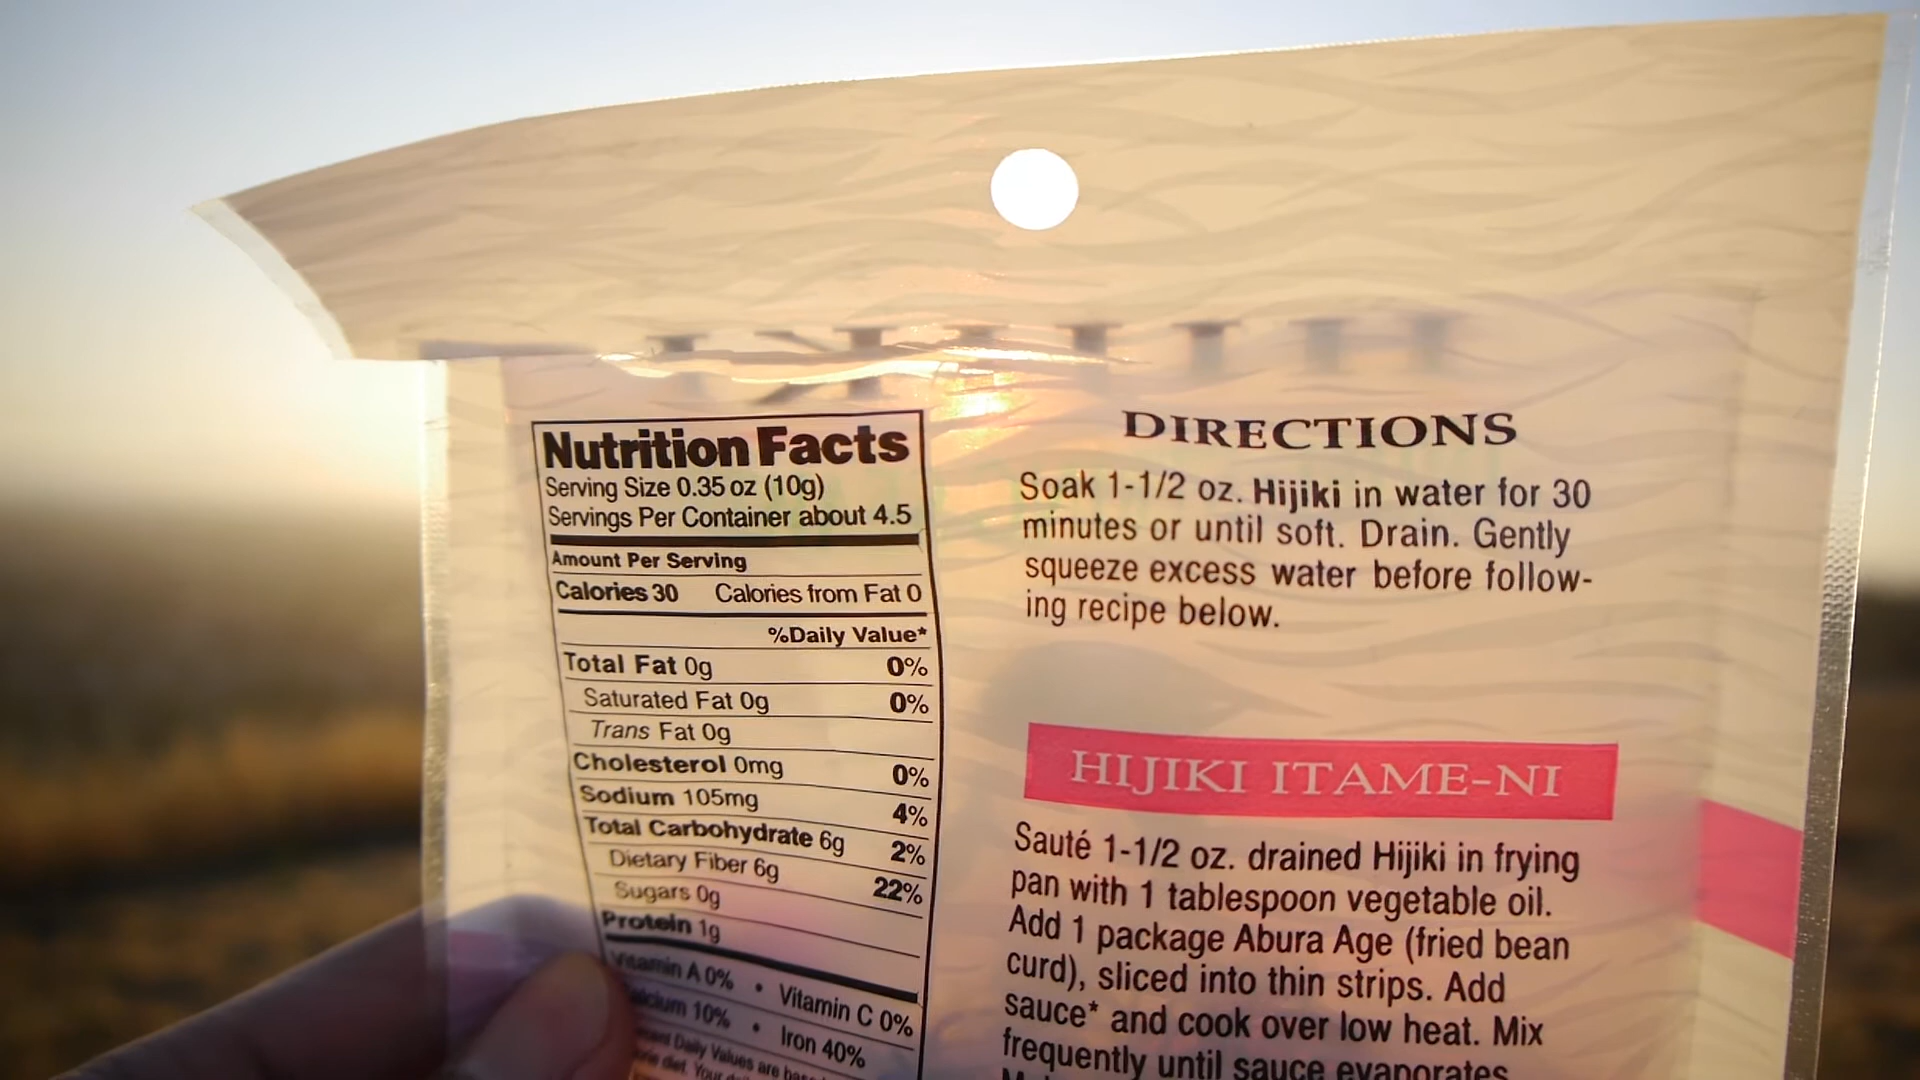 Nutrition Facts
Serving Size 0.35 oz (10g)
Servings Per Container about 4.5
Amount Per Serving
Calories 30 Calories from Fat 0
%Daily Value*
Total Fat 0g 0%
Saturated Fat 0g 0%
Trans Fat 0g
Cholesterol 0mg 0%
Sodium 105mg 4%
Total Carbohydrate 6g 2%
Dietary Fiber 6g 22%
Sugars 0g
Protein 1g
Vitamin A 0% • Vitamin C 0%
Calcium 10% • Iron 40%
Daily Values are
diet. Your
DIRECTIONS
Soak 1-1/2 oz. Hijiki in water for 30
minutes or until soft. Drain. Gently
squeeze excess water before follow-
ing recipe below.
HIJIKI ITAME-NI
Sauté 1-1/2 oz. drained Hijiki in frying
pan with 1 tablespoon vegetable oil.
Add 1 package Abura Age (fried bean
curd), sliced into thin strips. Add
sauce* and cook over low heat. Mix
frequently until sauce evaporates